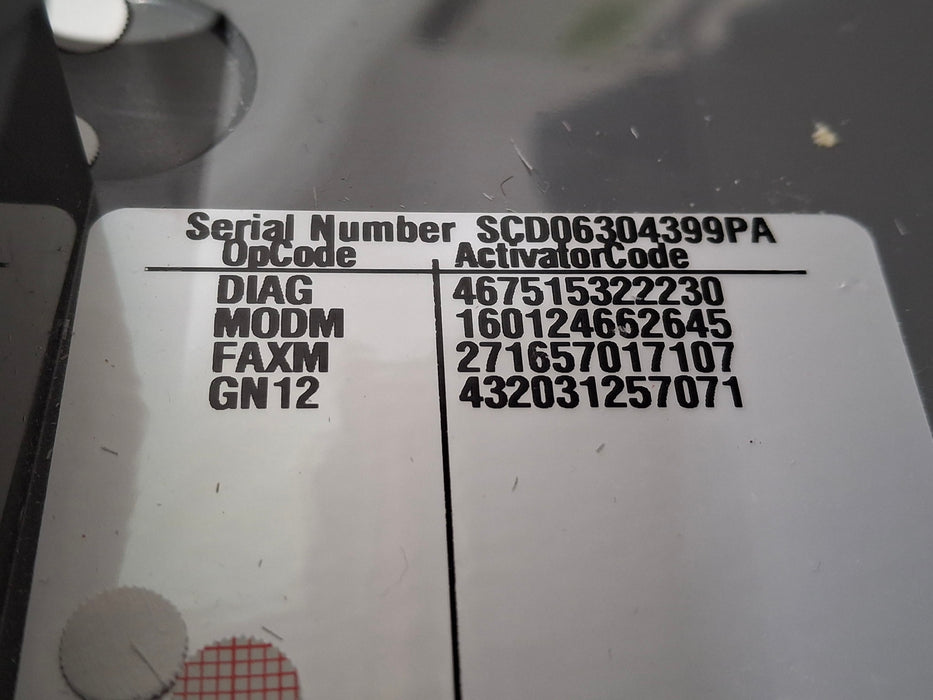 Serial Number SCD06304399PA
OpCode ActivatorCode
DIAG 467515322230
MODM 160124662645
FAXM 271657017107
GN12 432031257071